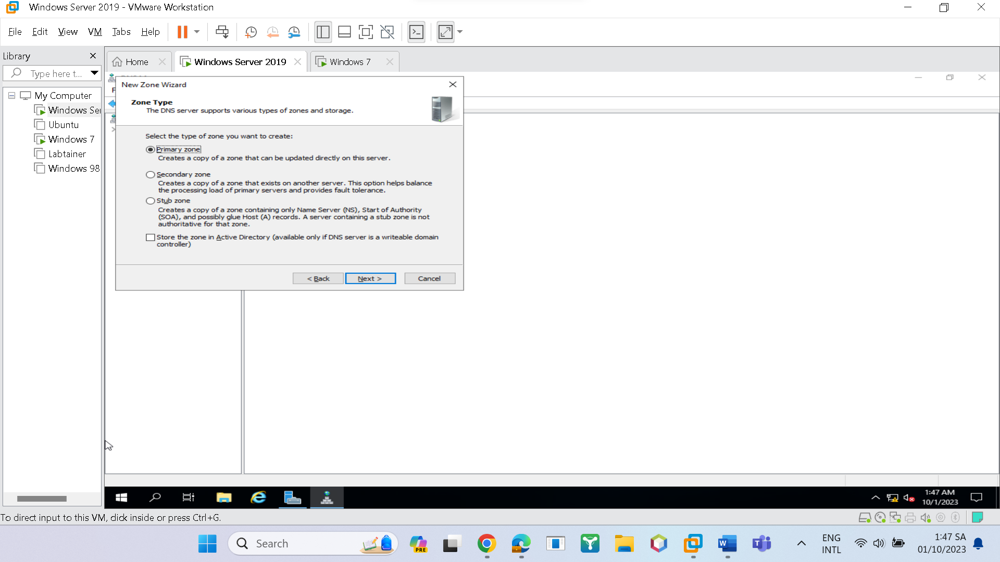 Windows Server 2019 - VMware Workstation
File Edit View VM Tabs Help
Library
Type here t...
My Computer
Windows Ser
Ubuntu
Windows 7
Labtainer
Windows 98
Home
Windows Server 2019
Windows 7
New Zone Wizard
Zone Type
The DNS server supports various types of zones and storage.
Select the type of zone you want to create:
Primary zone
Creates a copy of a zone that can be updated directly on this server.
Secondary zone
Creates a copy of a zone that exists on another server. This option helps balance
the processing load of primary servers and provides fault tolerance.
Stub zone
Creates a copy of a zone containing only Name Server (NS), Start of Authority
(SOA), and possibly glue Host (A) records. A server containing a stub zone is not
authoritative for that zone.
Store the zone in Active Directory (available only if DNS server is a writeable domain
controller)
< Back Next > Cancel
1:47 AM
10/1/2023
To direct input to this VM, click inside or press Ctrl+G.
Search
PRE
ENG
INTL
1:47 SA
01/10/2023